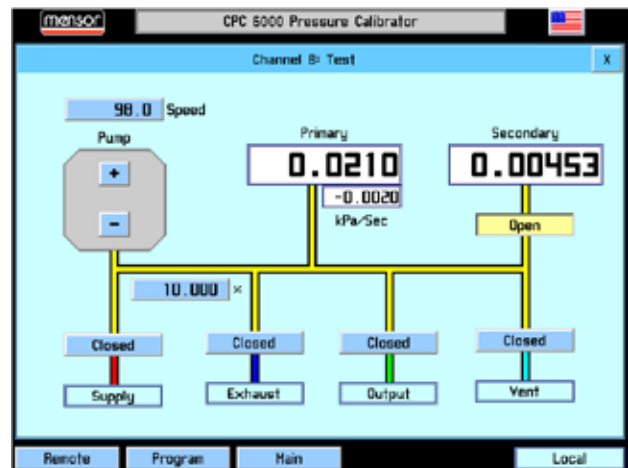 mensor CPC 6000 Pressure Calibrator
Channel B: Test X
98.0 Speed
Pump
+
-
Primary
0.0210
-0.0020
kPa/Sec
Secondary
0.00453
Open
10.000 %
Closed Closed Closed Closed
Supply Exhaust Output Vent
Remote Program Main Local